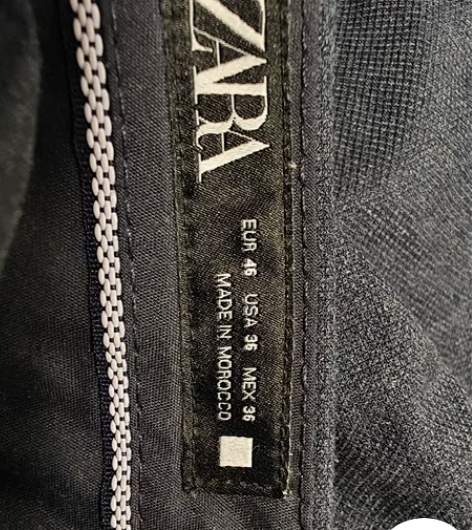 ZARA
EUR 46 USA 36 MEX 36
MADE IN MOROCCO